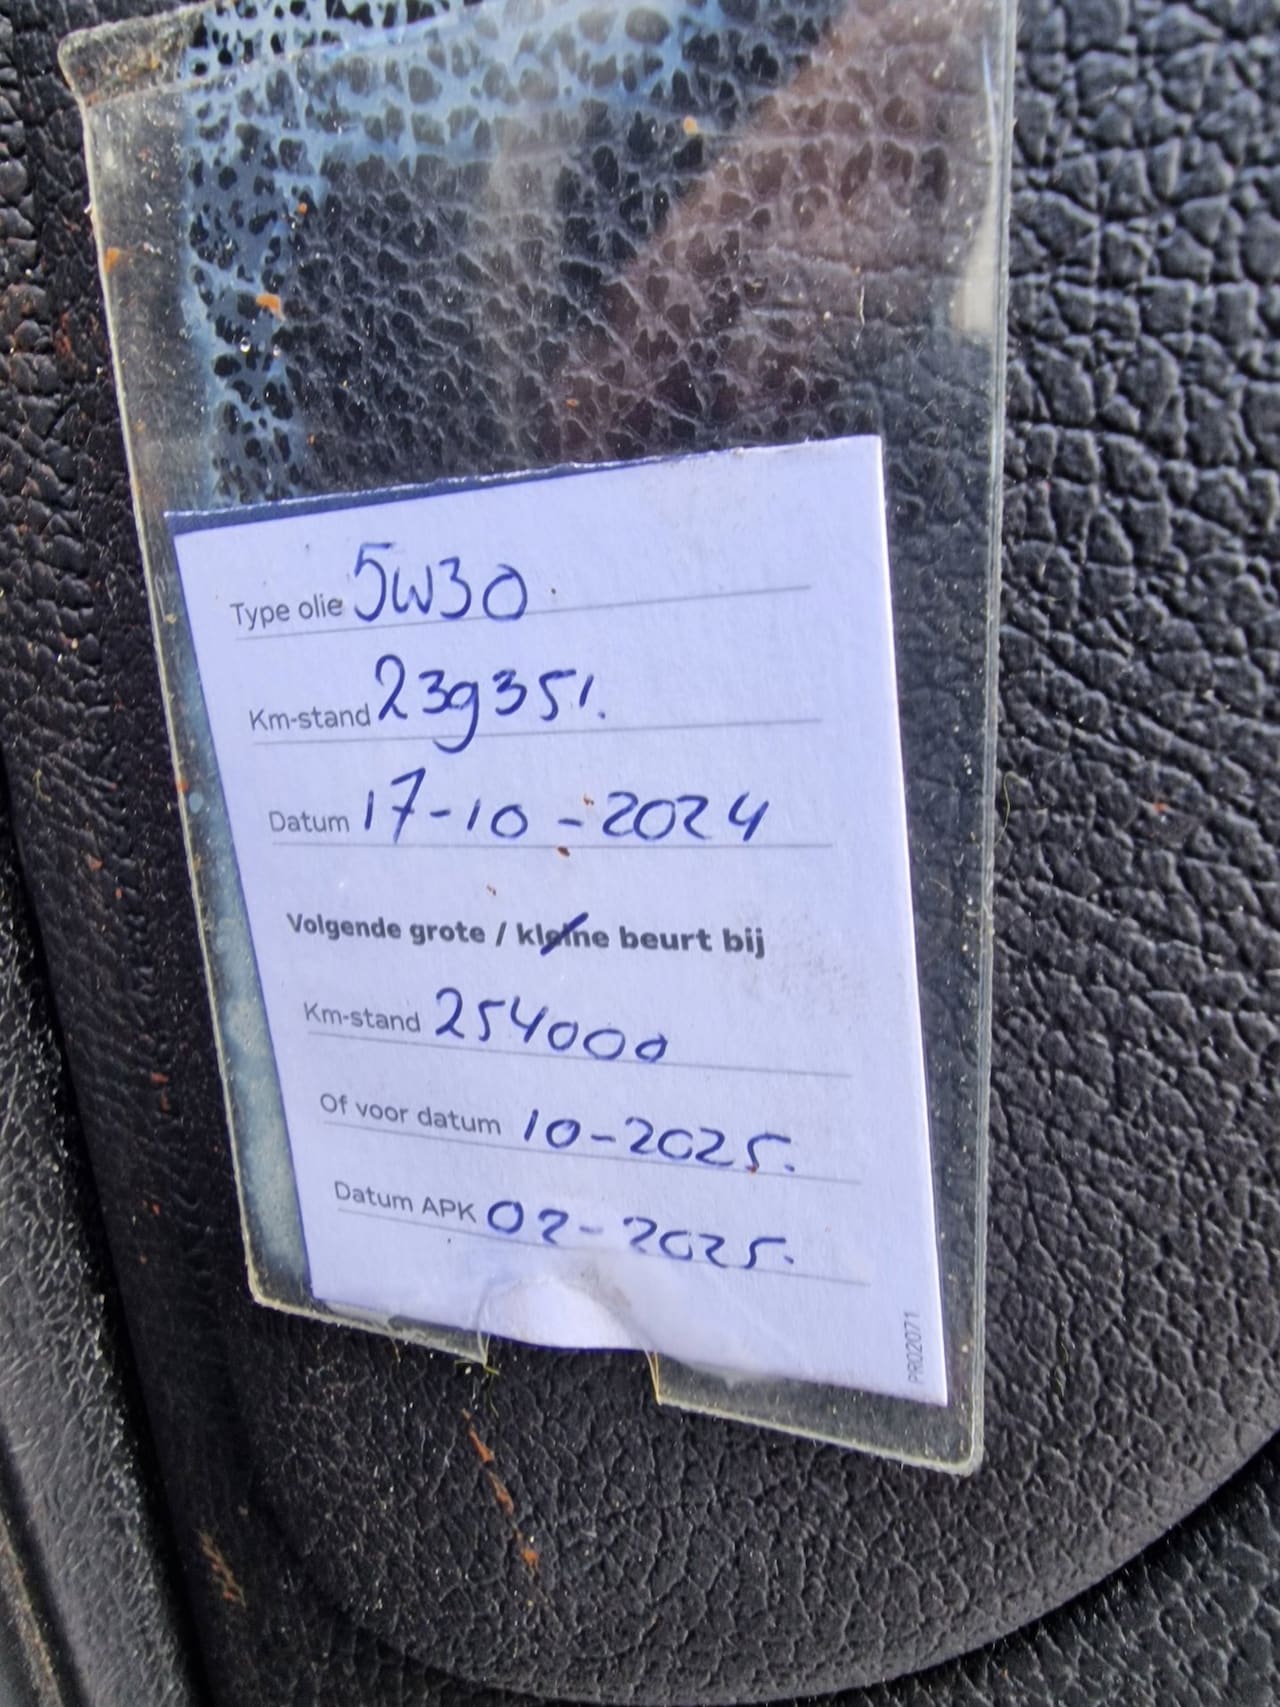 Type olie 5W30
Km-stand 239351.
Datum 17-10-2024
Volgende grote / kleine beurt bij
Km-stand 254000
Of voor datum 10-2025.
Datum APK 02-2025.
PR02071